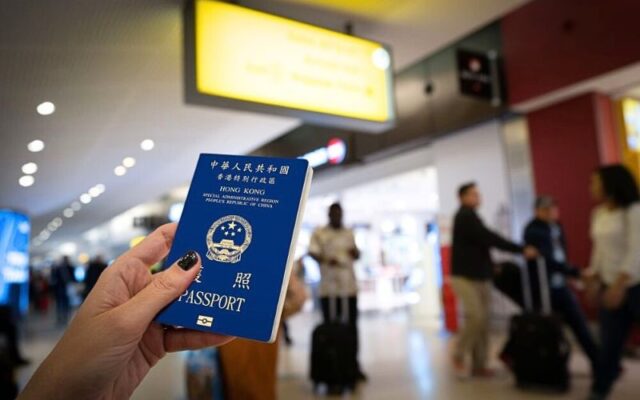 中華人民共和國
香港特別行政區
HONG KONG
SPECIAL ADMINISTRATIVE REGION
PEOPLE'S REPUBLIC OF CHINA
照
PASSPORT